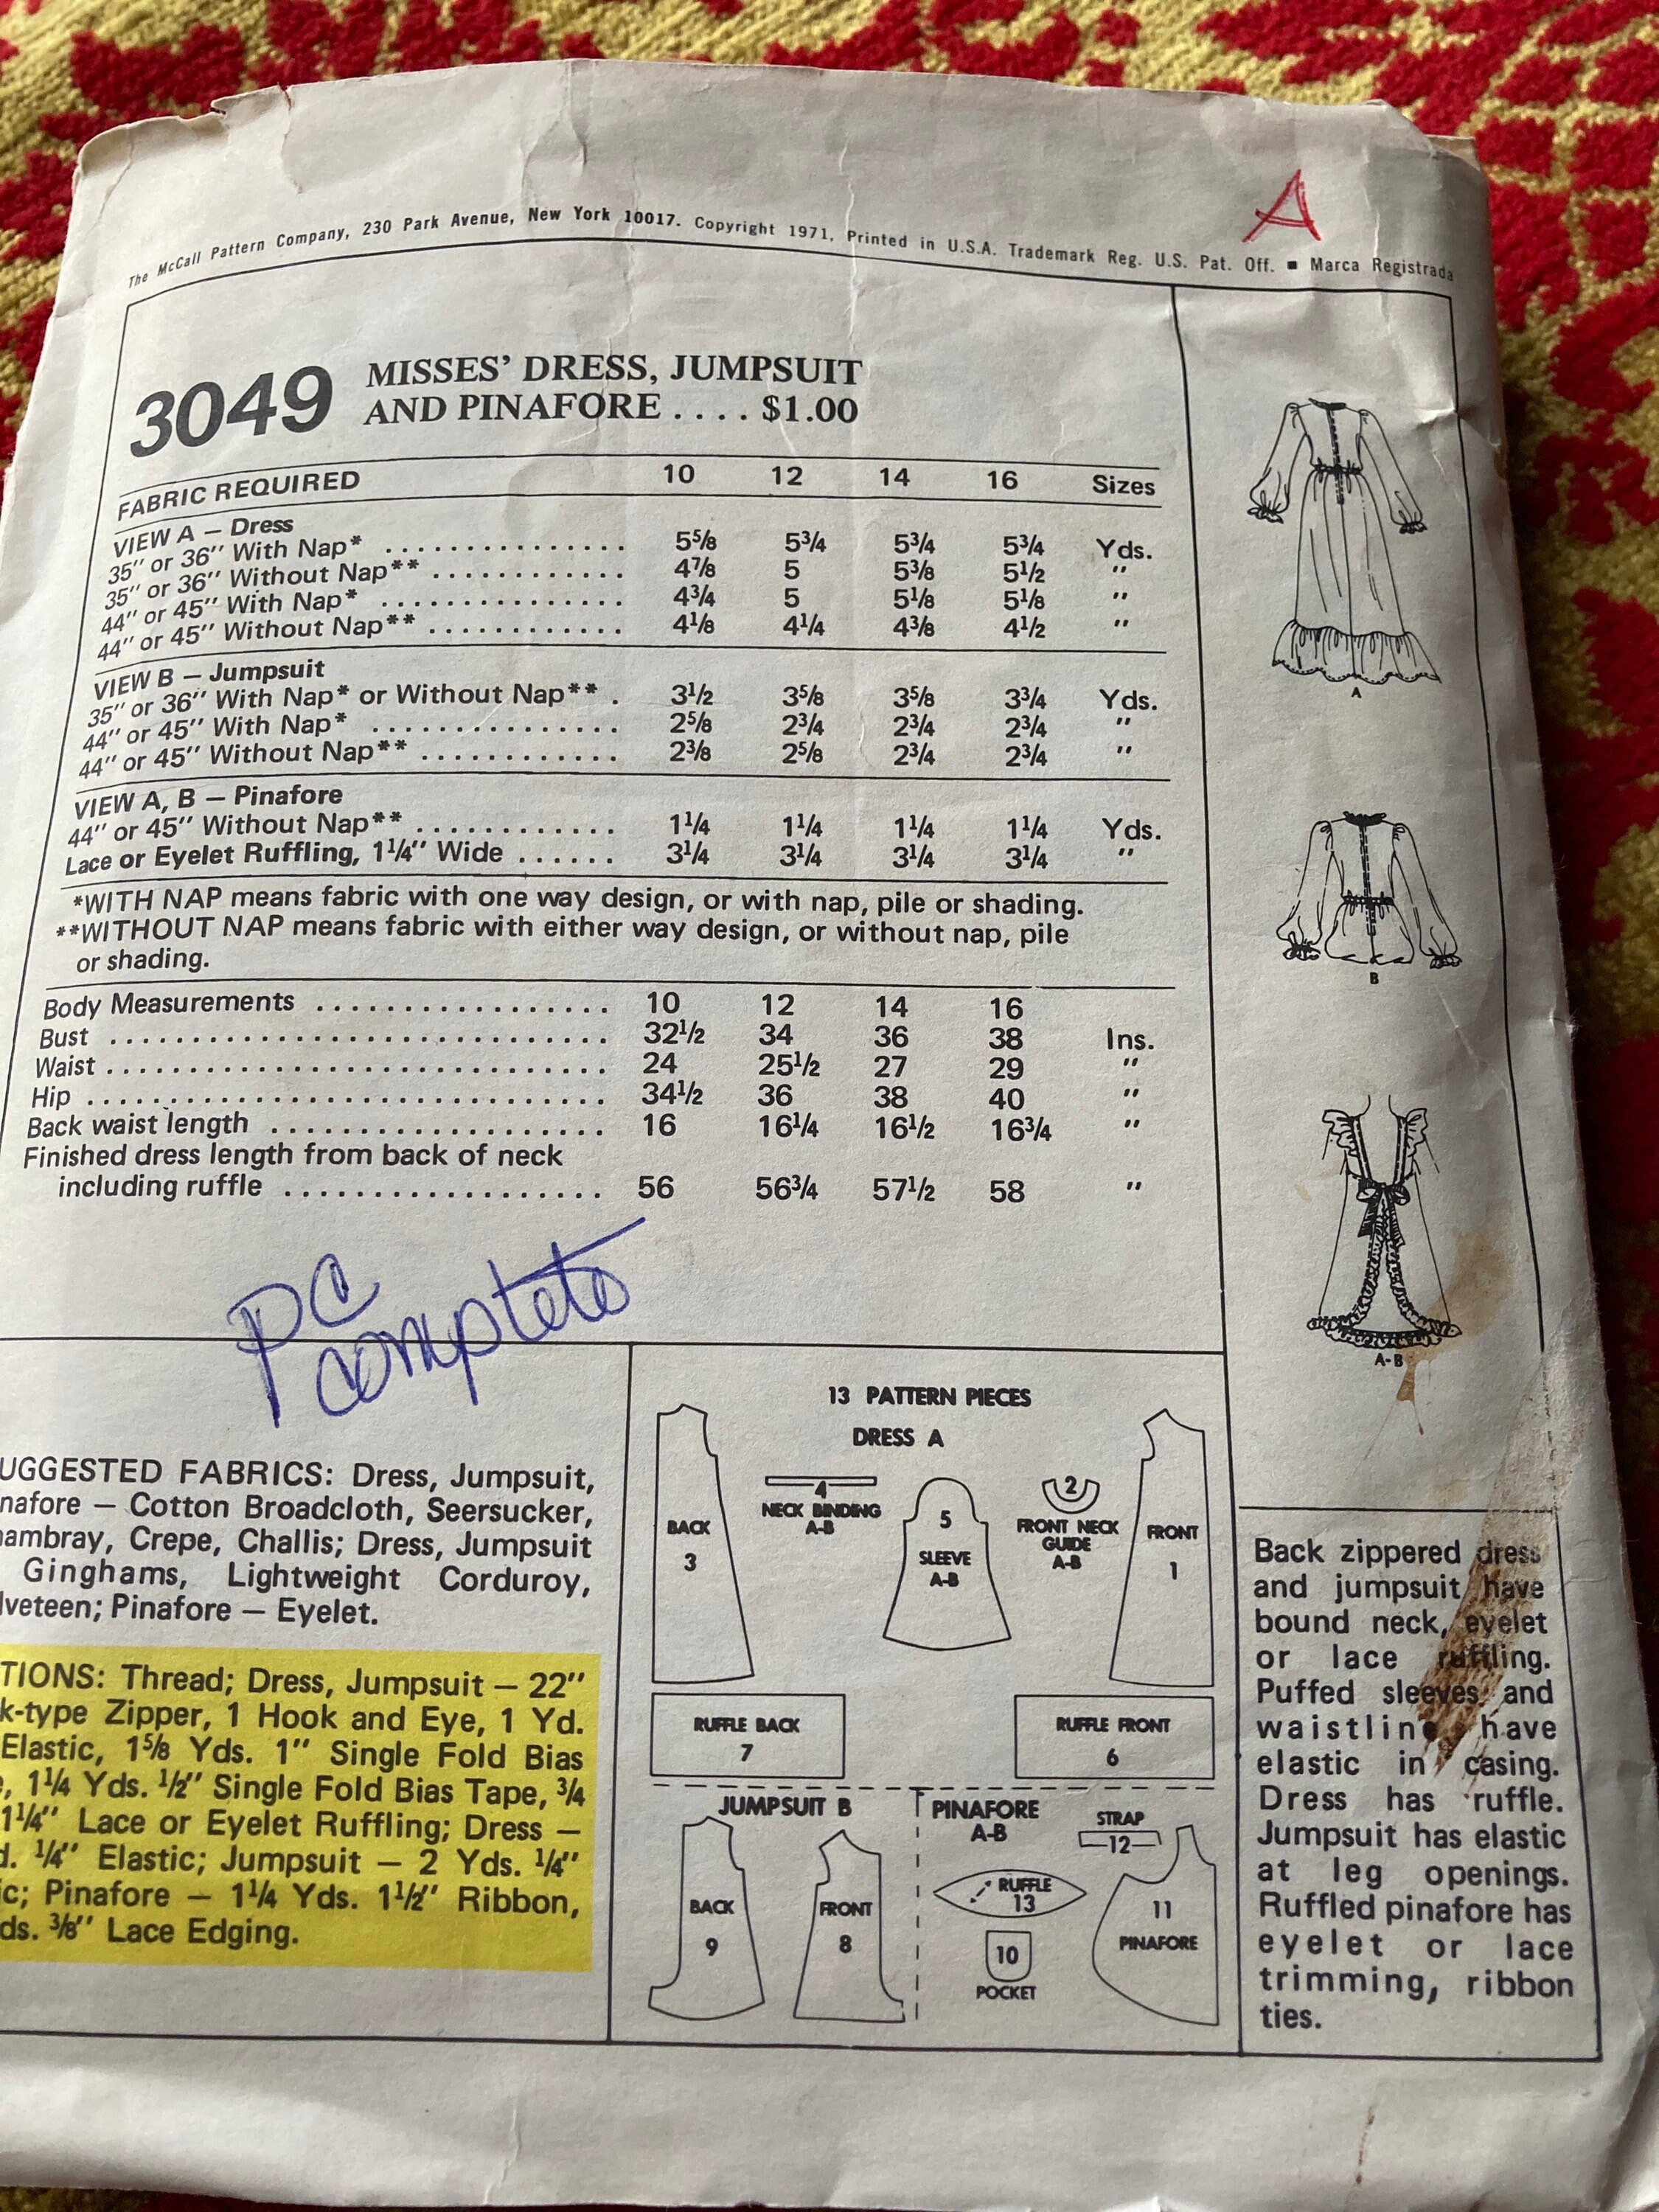 The McCall Pattern Company, 230 Park Avenue, New York 10017. Copyright 1971, Printed in U.S.A. Trademark Reg. U.S. Pat. Off. ■ Marca Registrada
A
3049 MISSES' DRESS, JUMPSUIT
AND PINAFORE .... $1.00
FABRIC REQUIRED 10 12 14 16 Sizes
VIEW A – Dress
35" or 36" With Nap* ............... 5⅝ 5¾ 5¾ 5¾ Yds.
35" or 36" Without Nap** ............ 4⅞ 5 5⅜ 5½ "
44" or 45" With Nap* ............... 4¾ 5 5⅛ 5⅛ "
44" or 45" Without Nap** ............ 4⅛ 4¼ 4⅜ 4½ "
VIEW B – Jumpsuit
35" or 36" With Nap* or Without Nap** . 3½ 3⅝ 3⅝ 3¾ Yds.
44" or 45" With Nap* ............... 2⅝ 2¾ 2¾ 2¾ "
44" or 45" Without Nap** ............ 2⅜ 2⅝ 2¾ 2¾ "
VIEW A, B – Pinafore
44" or 45" Without Nap** ............ 1¼ 1¼ 1¼ 1¼ Yds.
Lace or Eyelet Ruffling, 1¼" Wide ...... 3¼ 3¼ 3¼ 3¼ "
*WITH NAP means fabric with one way design, or with nap, pile or shading.
**WITHOUT NAP means fabric with either way design, or without nap, pile
or shading.
Body Measurements .................. 10 12 14 16
Bust ............................... 32½ 34 36 38 Ins.
Waist ............................... 24 25½ 27 29 "
Hip ................................ 34½ 36 38 40 "
Back waist length .................... 16 16¼ 16½ 16¾ "
Finished dress length from back of neck
including ruffle ................... 56 56¾ 57½ 58 "
A
B
A-B
PC
complete
UGGESTED FABRICS: Dress, Jumpsuit,
nafore – Cotton Broadcloth, Seersucker,
ambray, Crepe, Challis; Dress, Jumpsuit
Ginghams, Lightweight Corduroy,
lveteen; Pinafore – Eyelet.
TIONS: Thread; Dress, Jumpsuit – 22"
k-type Zipper, 1 Hook and Eye, 1 Yd.
Elastic, 1⅝ Yds. 1" Single Fold Bias
, 1¼ Yds. ½" Single Fold Bias Tape, ¾
1¼" Lace or Eyelet Ruffling; Dress –
d. ¼" Elastic; Jumpsuit – 2 Yds. ¼"
ic; Pinafore – 1¼ Yds. 1½" Ribbon,
ds. ⅜" Lace Edging.
13 PATTERN PIECES
DRESS A
BACK
3
4
NECK BINDING
A-B
5
SLEEVE
A-B
2
FRONT NECK
GUIDE
A-B
FRONT
1
RUFFLE BACK
7
RUFFLE FRONT
6
JUMPSUIT B
BACK
9
FRONT
8
PINAFORE
A-B
STRAP
12
RUFFLE
13
10
POCKET
11
PINAFORE
Back zippered dress
and jumpsuit have
bound neck, eyelet
or lace ruffling.
Puffed sleeves and
waistline have
elastic in casing.
Dress has ruffle.
Jumpsuit has elastic
at leg openings.
Ruffled pinafore has
eyelet or lace
trimming, ribbon
ties.